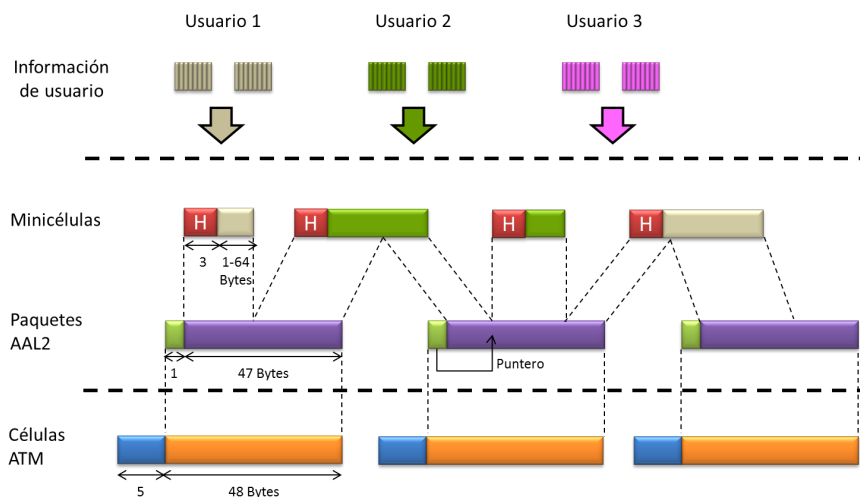 Usuario 1
Usuario 2
Usuario 3
Información
de usuario
Minicélulas
H
H
H
H
3
1-64
Bytes
Paquetes
AAL2
1
47 Bytes
Puntero
Células
ATM
5
48 Bytes